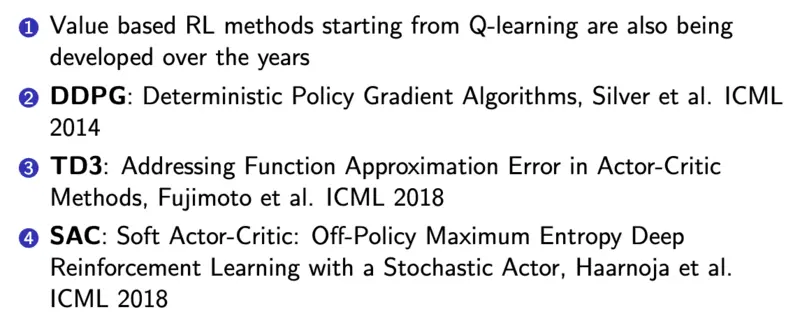 1 Value based RL methods starting from Q-learning are also being
developed over the years
2 DDPG: Deterministic Policy Gradient Algorithms, Silver et al. ICML
2014
3 TD3: Addressing Function Approximation Error in Actor-Critic
Methods, Fujimoto et al. ICML 2018
4 SAC: Soft Actor-Critic: Off-Policy Maximum Entropy Deep
Reinforcement Learning with a Stochastic Actor, Haarnoja et al.
ICML 2018